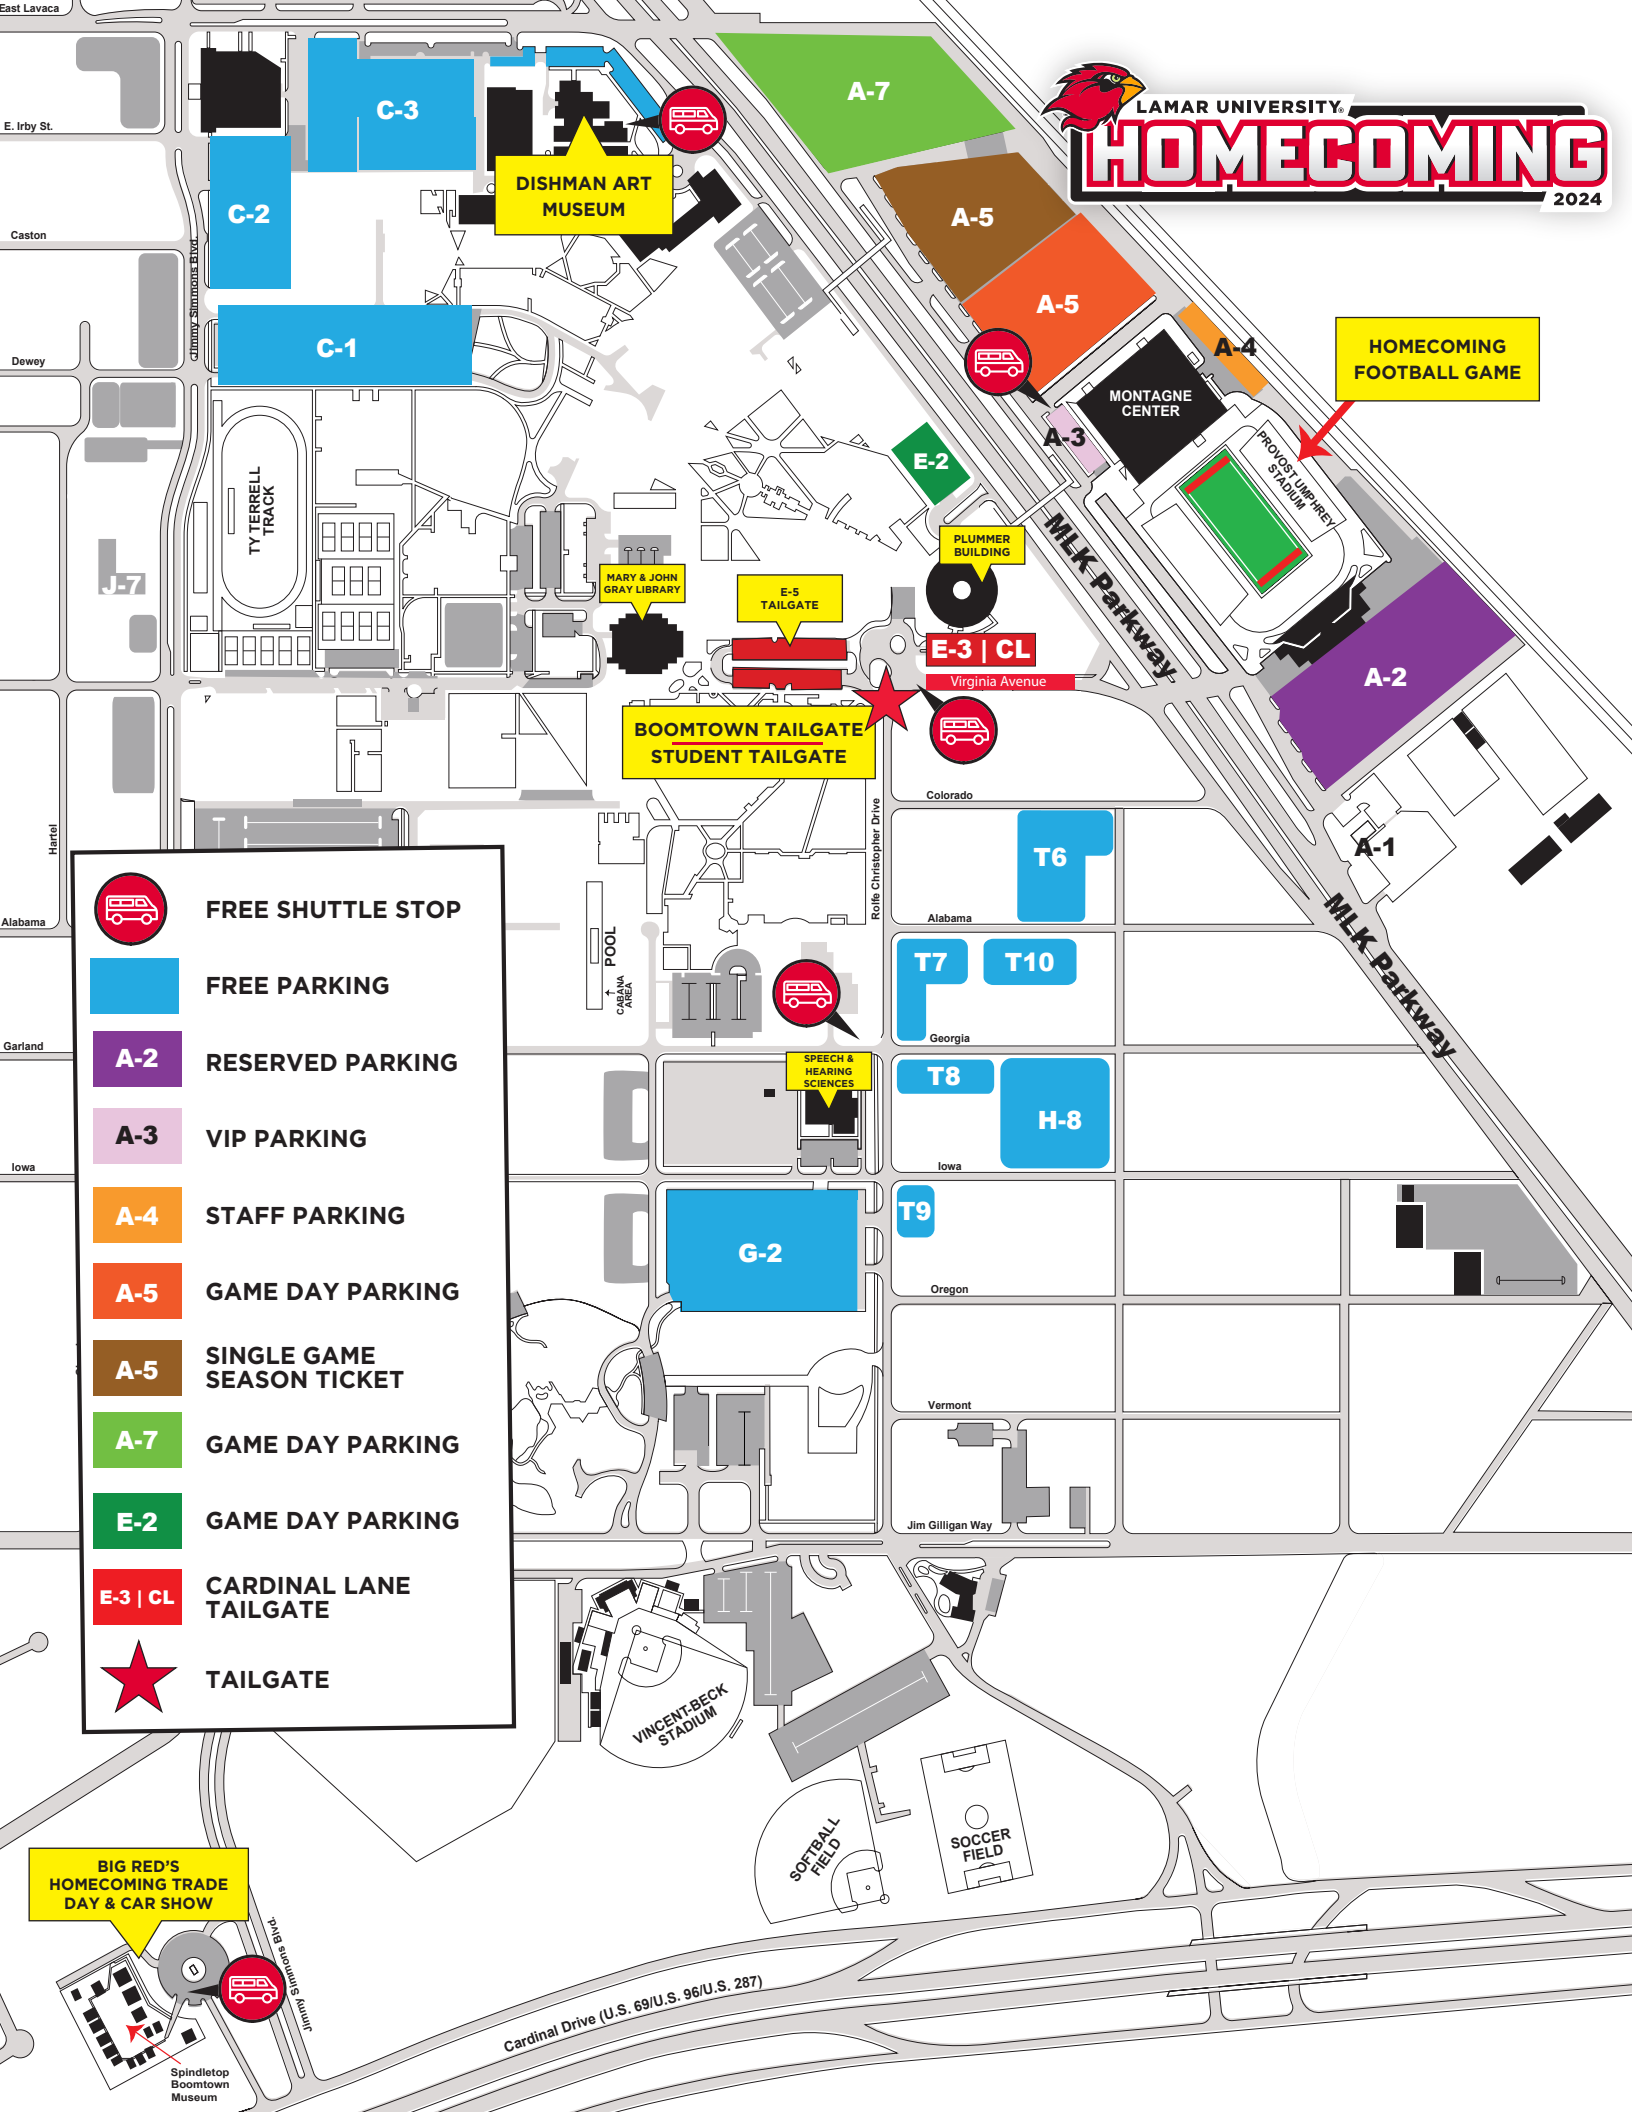 East Lavaca
LAMAR UNIVERSITY®
HOMECOMING
2024
A-7
C-3
E. Irby St.
DISHMAN ART
MUSEUM
C-2
A-5
Caston
Jimmy Simmons Blvd.
A-5
C-1
Dewey
A-4
HOMECOMING
FOOTBALL GAME
MONTAGNE
CENTER
A-3
PROVOST UMPHREY
STADIUM
E-2
TY TERRELL
TRACK
MLK Parkway
PLUMMER
BUILDING
J-7
MARY & JOHN
GRAY LIBRARY
E-5
TAILGATE
E-3 | CL
Virginia Avenue
A-2
BOOMTOWN TAILGATE
STUDENT TAILGATE
Colorado
Rolfe Christopher Drive
Hartel
T6
A-1
Alabama
Alabama
MLK Parkway
POOL
CABANA
AREA
T7
T10
Georgia
Garland
SPEECH &
HEARING
SCIENCES
T8
H-8
Iowa
Iowa
T9
G-2
Oregon
Vermont
Jim Gilligan Way
FREE SHUTTLE STOP
FREE PARKING
A-2
RESERVED PARKING
A-3
VIP PARKING
A-4
STAFF PARKING
A-5
GAME DAY PARKING
A-5
SINGLE GAME
SEASON TICKET
A-7
GAME DAY PARKING
E-2
GAME DAY PARKING
E-3 | CL
CARDINAL LANE
TAILGATE
TAILGATE
VINCENT-BECK
STADIUM
SOFTBALL
FIELD
SOCCER
FIELD
BIG RED'S
HOMECOMING TRADE
DAY & CAR SHOW
Jimmy Simmons Blvd.
Cardinal Drive (U.S. 69/U.S. 96/U.S. 287)
Spindletop
Boomtown
Museum